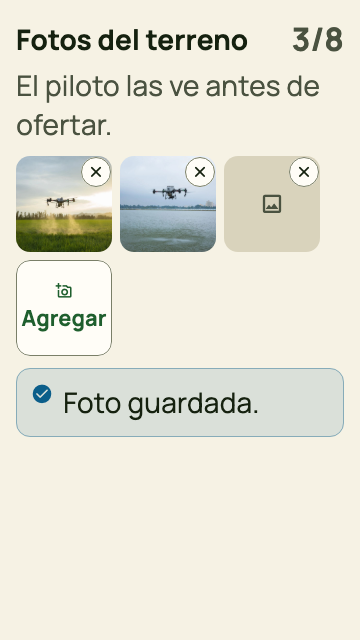 Fotos del terreno 3/8
El piloto las ve antes de
ofertar.
Agregar
Foto guardada.